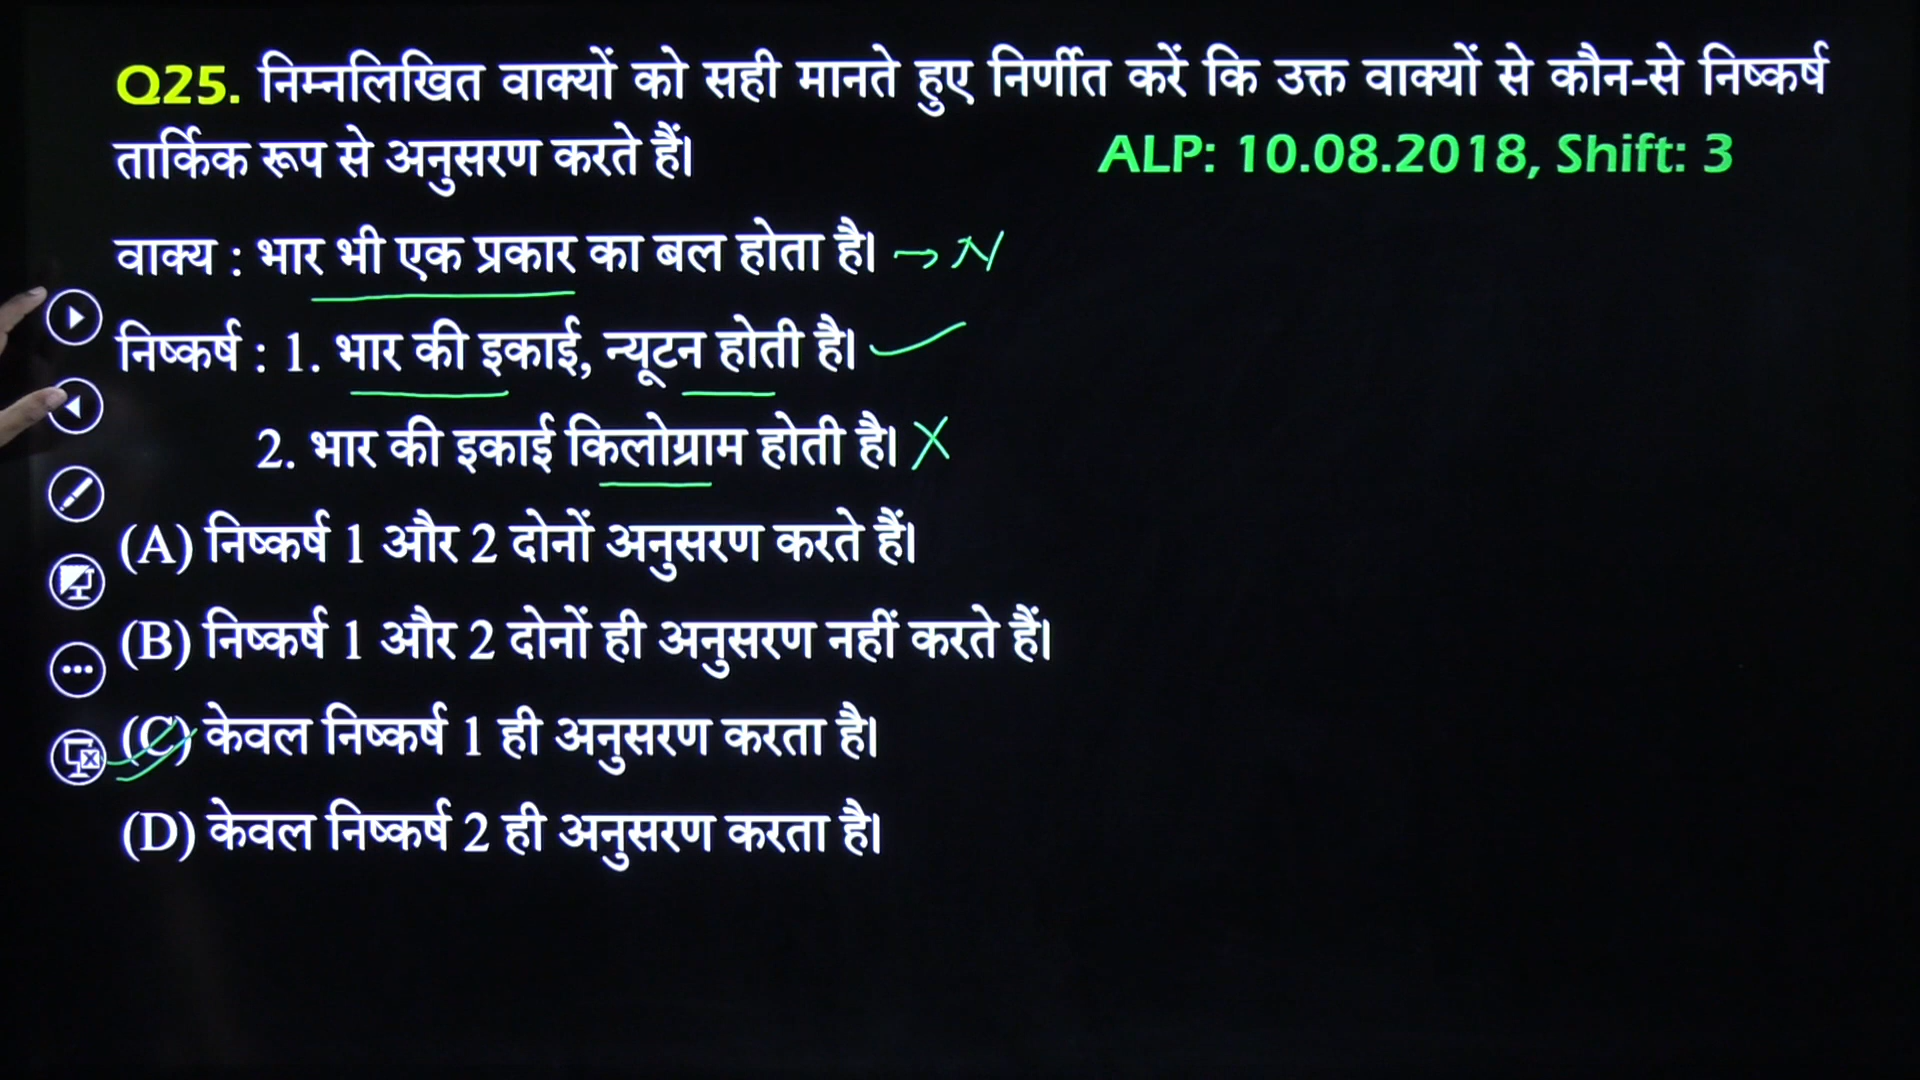 Q25. निम्नलिखित वाक्यों को सही मानते हुए निर्णीत करें कि उक्त वाक्यों से कौन-से निष्कर्ष
तार्किक रूप से अनुसरण करते हैं। ALP: 10.08.2018, Shift: 3
वाक्य : भार भी एक प्रकार का बल होता है। → N
निष्कर्ष : 1. भार की इकाई, न्यूटन होती है।
2. भार की इकाई किलोग्राम होती है। X
(A) निष्कर्ष 1 और 2 दोनों अनुसरण करते हैं।
(B) निष्कर्ष 1 और 2 दोनों ही अनुसरण नहीं करते हैं।
(C) केवल निष्कर्ष 1 ही अनुसरण करता है।
(D) केवल निष्कर्ष 2 ही अनुसरण करता है।